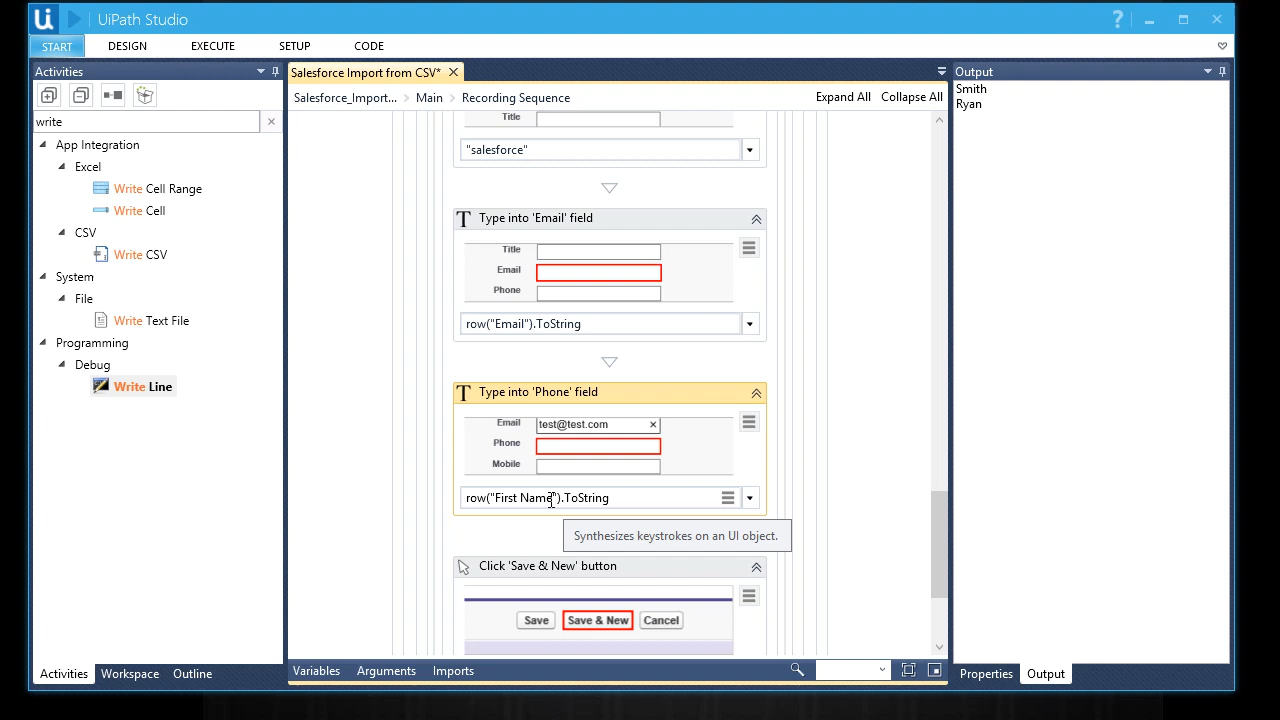 UiPath Studio
START DESIGN EXECUTE SETUP CODE
Activities
Salesforce Import from CSV*
Output
Salesforce_Import... > Main > Recording Sequence Expand All Collapse All
Smith
Ryan
write
App Integration
Excel
Write Cell Range
Write Cell
CSV
Write CSV
System
File
Write Text File
Programming
Debug
Write Line
Title
"salesforce"
Type into 'Email' field
Title
Email
Phone
row("Email").ToString
Type into 'Phone' field
Email test@test.com
Phone
Mobile
row("First Name").ToString
Synthesizes keystrokes on an UI object.
Click 'Save & New' button
Save Save & New Cancel
Variables Arguments Imports
Activities Workspace Outline
Properties Output